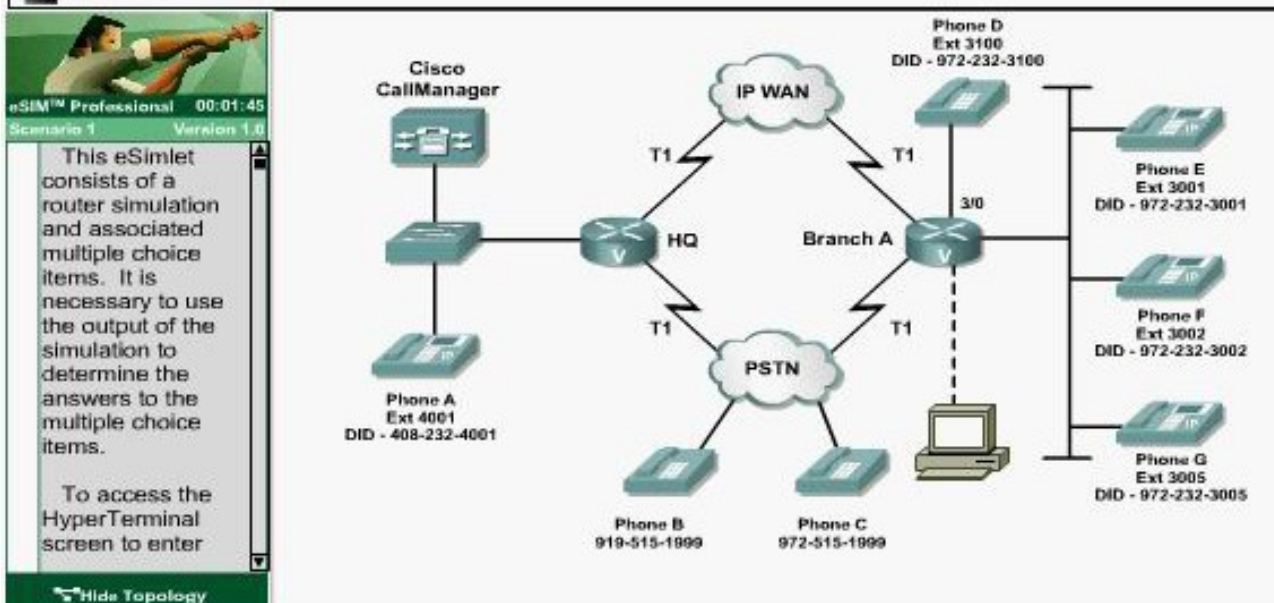 eSIM™ Professional 00:01:45
Scenario 1 Version 1.0
This eSimlet
consists of a
router simulation
and associated
multiple choice
items. It is
necessary to use
the output of the
simulation to
determine the
answers to the
multiple choice
items.
To access the
HyperTerminal
screen to enter
Hide Topology
Cisco
CallManager
Phone A
Ext 4001
DID - 408-232-4001
HQ
T1
T1
IP WAN
PSTN
Phone B
919-515-1999
Phone C
972-515-1999
T1
T1
Branch A
3/0
Phone D
Ext 3100
DID - 972-232-3100
IP
Phone E
Ext 3001
DID - 972-232-3001
IP
Phone F
Ext 3002
DID - 972-232-3002
IP
Phone G
Ext 3005
DID - 972-232-3005
IP
V
V